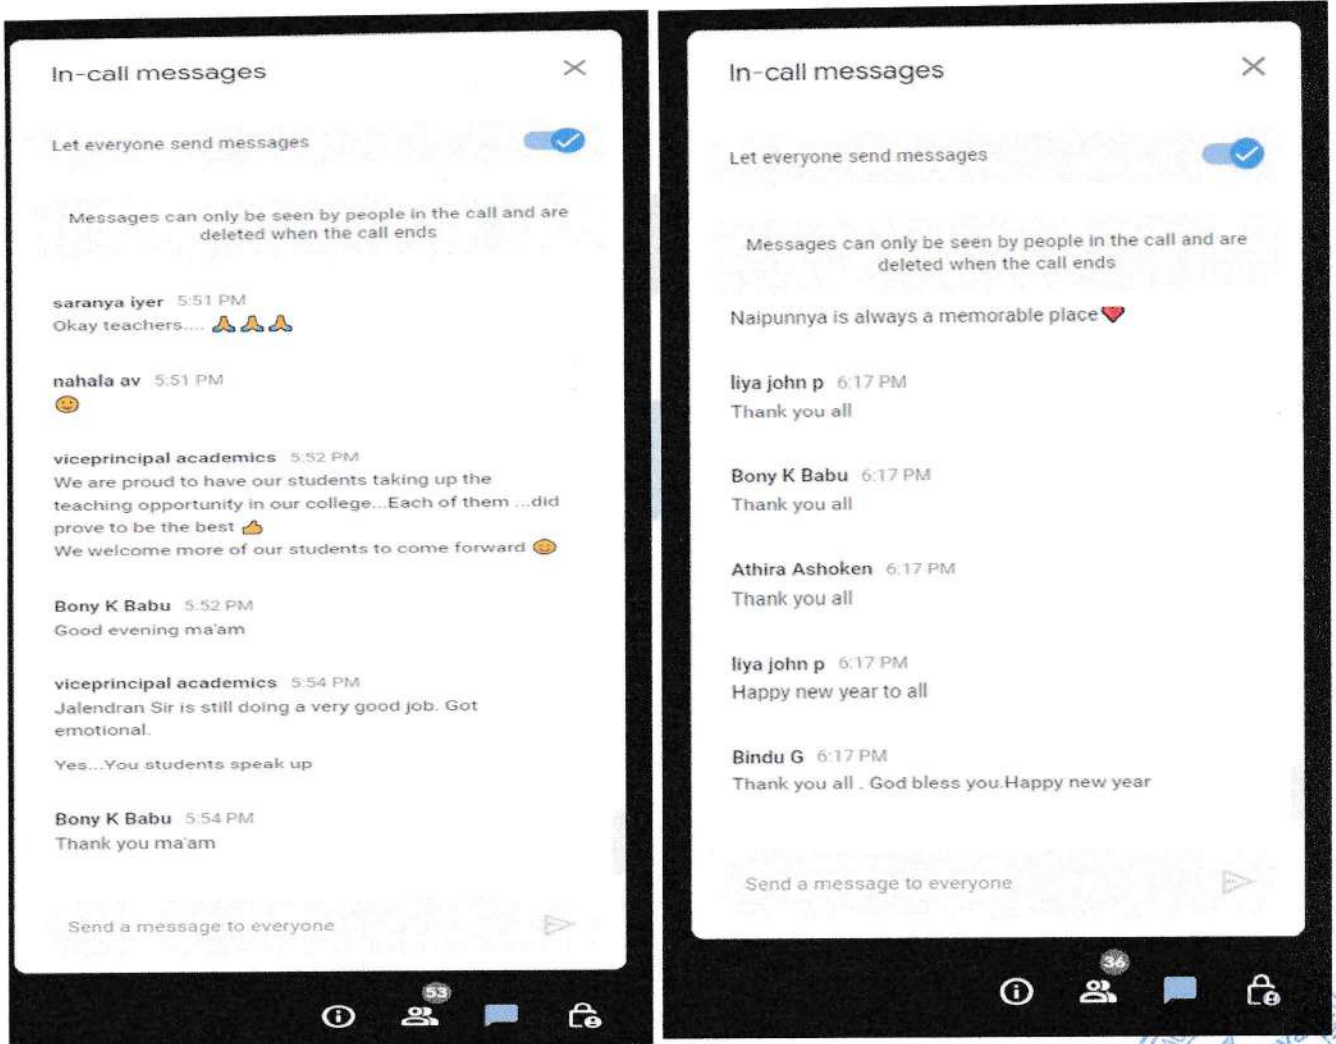 In-call messages
Let everyone send messages
Messages can only be seen by people in the call and are
deleted when the call ends
saranya iyer 5:51 PM
Okay teachers.... 🙏🙏🙏
nahala av 5:51 PM
🙂
viceprincipal academics 5:52 PM
We are proud to have our students taking up the
teaching opportunity in our college...Each of them ...did
prove to be the best 👍
We welcome more of our students to come forward 😊
Bony K Babu 5:52 PM
Good evening ma'am
viceprincipal academics 5:54 PM
Jalendran Sir is still doing a very good job. Got
emotional.
Yes...You students speak up
Bony K Babu 5:54 PM
Thank you ma'am
Send a message to everyone
53
In-call messages
Let everyone send messages
Messages can only be seen by people in the call and are
deleted when the call ends
Naipunnya is always a memorable place❤️
liya john p 6:17 PM
Thank you all
Bony K Babu 6:17 PM
Thank you all
Athira Ashoken 6:17 PM
Thank you all
liya john p 6:17 PM
Happy new year to all
Bindu G 6:17 PM
Thank you all . God bless you.Happy new year
Send a message to everyone
36